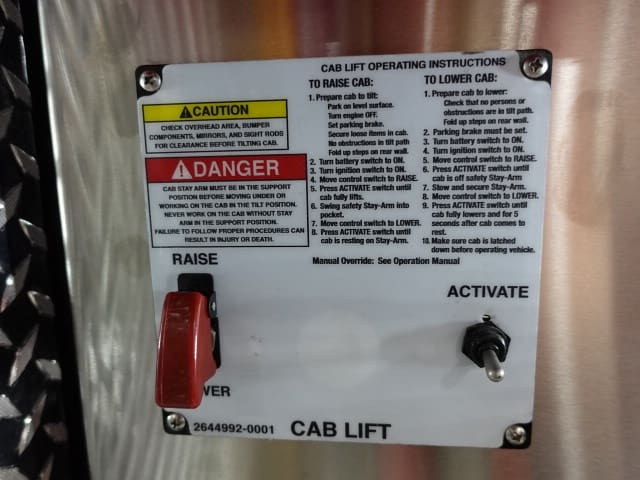 CAB LIFT OPERATING INSTRUCTIONS
CAUTION
CHECK OVERHEAD AREA, BUMPER
COMPONENTS, MIRRORS, AND SIGHT RODS
FOR CLEARANCE BEFORE TILTING CAB.
DANGER
CAB STAY ARM MUST BE IN THE SUPPORT
POSITION BEFORE MOVING UNDER OR
WORKING ON THE CAB IN THE TILT POSITION.
NEVER WORK ON THE CAB WITHOUT STAY
ARM IN THE SUPPORT POSITION.
FAILURE TO FOLLOW PROPER PROCEDURES CAN
RESULT IN INJURY OR DEATH.
TO RAISE CAB:
1. Prepare cab to tilt:
Park on level surface.
Turn engine OFF.
Set parking brake.
Secure loose items in cab.
No obstructions in tilt path
Fold up steps on rear wall.
2. Turn battery switch to ON.
3. Turn ignition switch to ON.
4. Move control switch to RAISE.
5. Press ACTIVATE switch until
cab fully lifts.
6. Swing safety Stay-Arm into
pocket.
7. Move control switch to LOWER.
8. Press ACTIVATE switch until
cab is resting on Stay-Arm.
TO LOWER CAB:
1. Prepare cab to lower:
Check that no persons or
obstructions are in tilt path.
Fold up steps on rear wall.
2. Parking brake must be set.
3. Turn battery switch to ON.
4. Turn ignition switch to ON.
5. Move control switch to RAISE.
6. Press ACTIVATE switch until
cab is off safety Stay-Arm.
7. Stow and secure Stay-Arm.
8. Move control switch to LOWER.
9. Press ACTIVATE switch until
cab fully lowers and for 5
seconds after cab comes to
rest.
10. Make sure cab is latched
down before operating vehicle.
Manual Override: See Operation Manual
RAISE
ACTIVATE
WER
2644992-0001 CAB LIFT